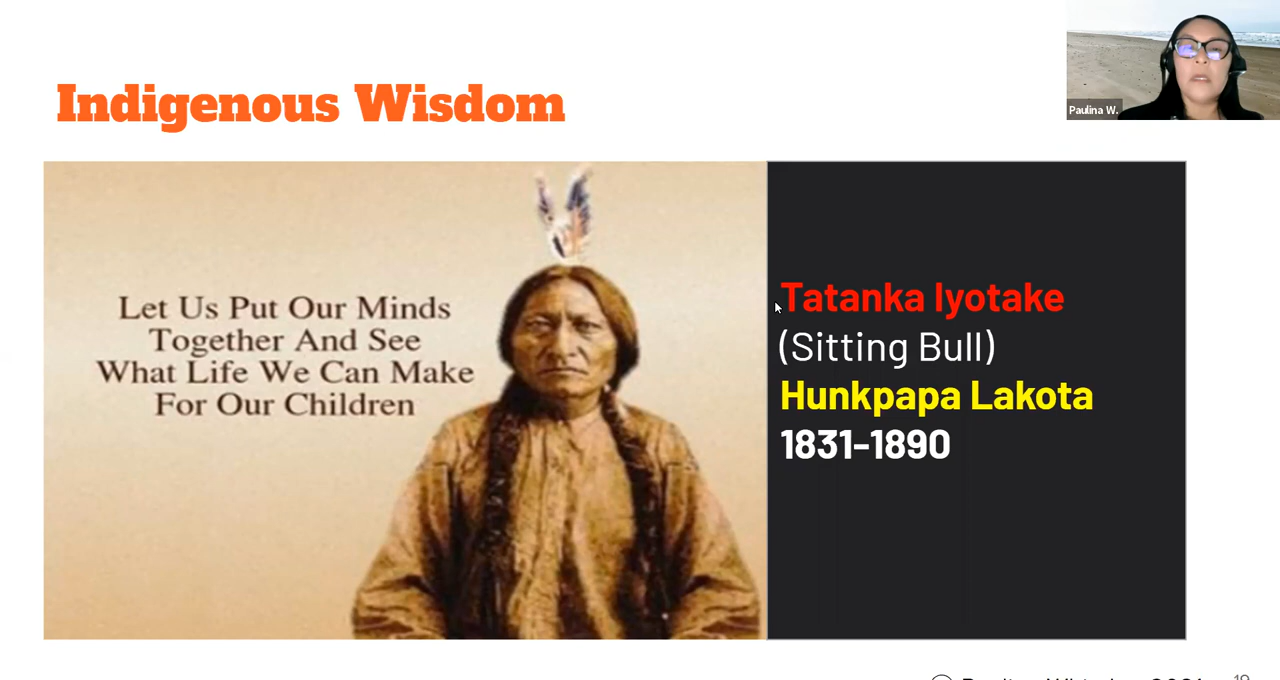 Indigenous Wisdom
Paulina W.
Let Us Put Our Minds
Together And See
What Life We Can Make
For Our Children
Tatanka Iyotake
(Sitting Bull)
Hunkpapa Lakota
1831-1890